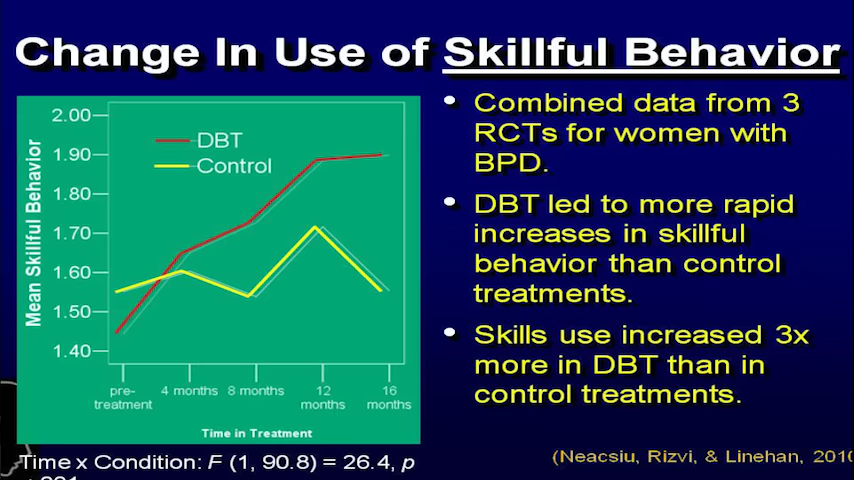 Change In Use of Skillful Behavior
2.00
1.90
1.80
1.70
1.60
1.50
1.40
Mean Skillful Behavior
DBT
Control
pre-
treatment
4 months
8 months
12
months
16
months
Time in Treatment
Time x Condition: F (1, 90.8) = 26.4, p
• Combined data from 3
RCTs for women with
BPD.
• DBT led to more rapid
increases in skillful
behavior than control
treatments.
• Skills use increased 3x
more in DBT than in
control treatments.
(Neacsiu, Rizvi, & Linehan, 2010